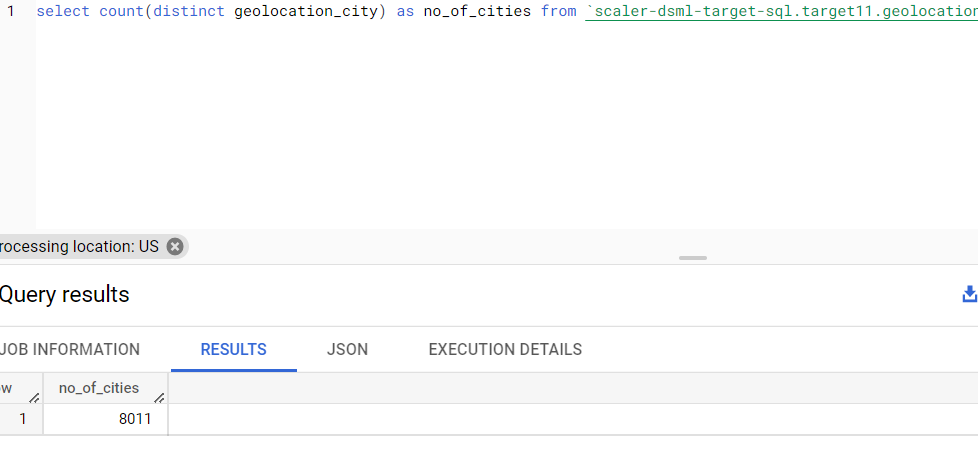 1 select count(distinct geolocation_city) as no_of_cities from `scaler-dsml-target-sql.target11.geolocation
rocessing location: US
Query results
JOB INFORMATION RESULTS JSON EXECUTION DETAILS
w no_of_cities
1 8011